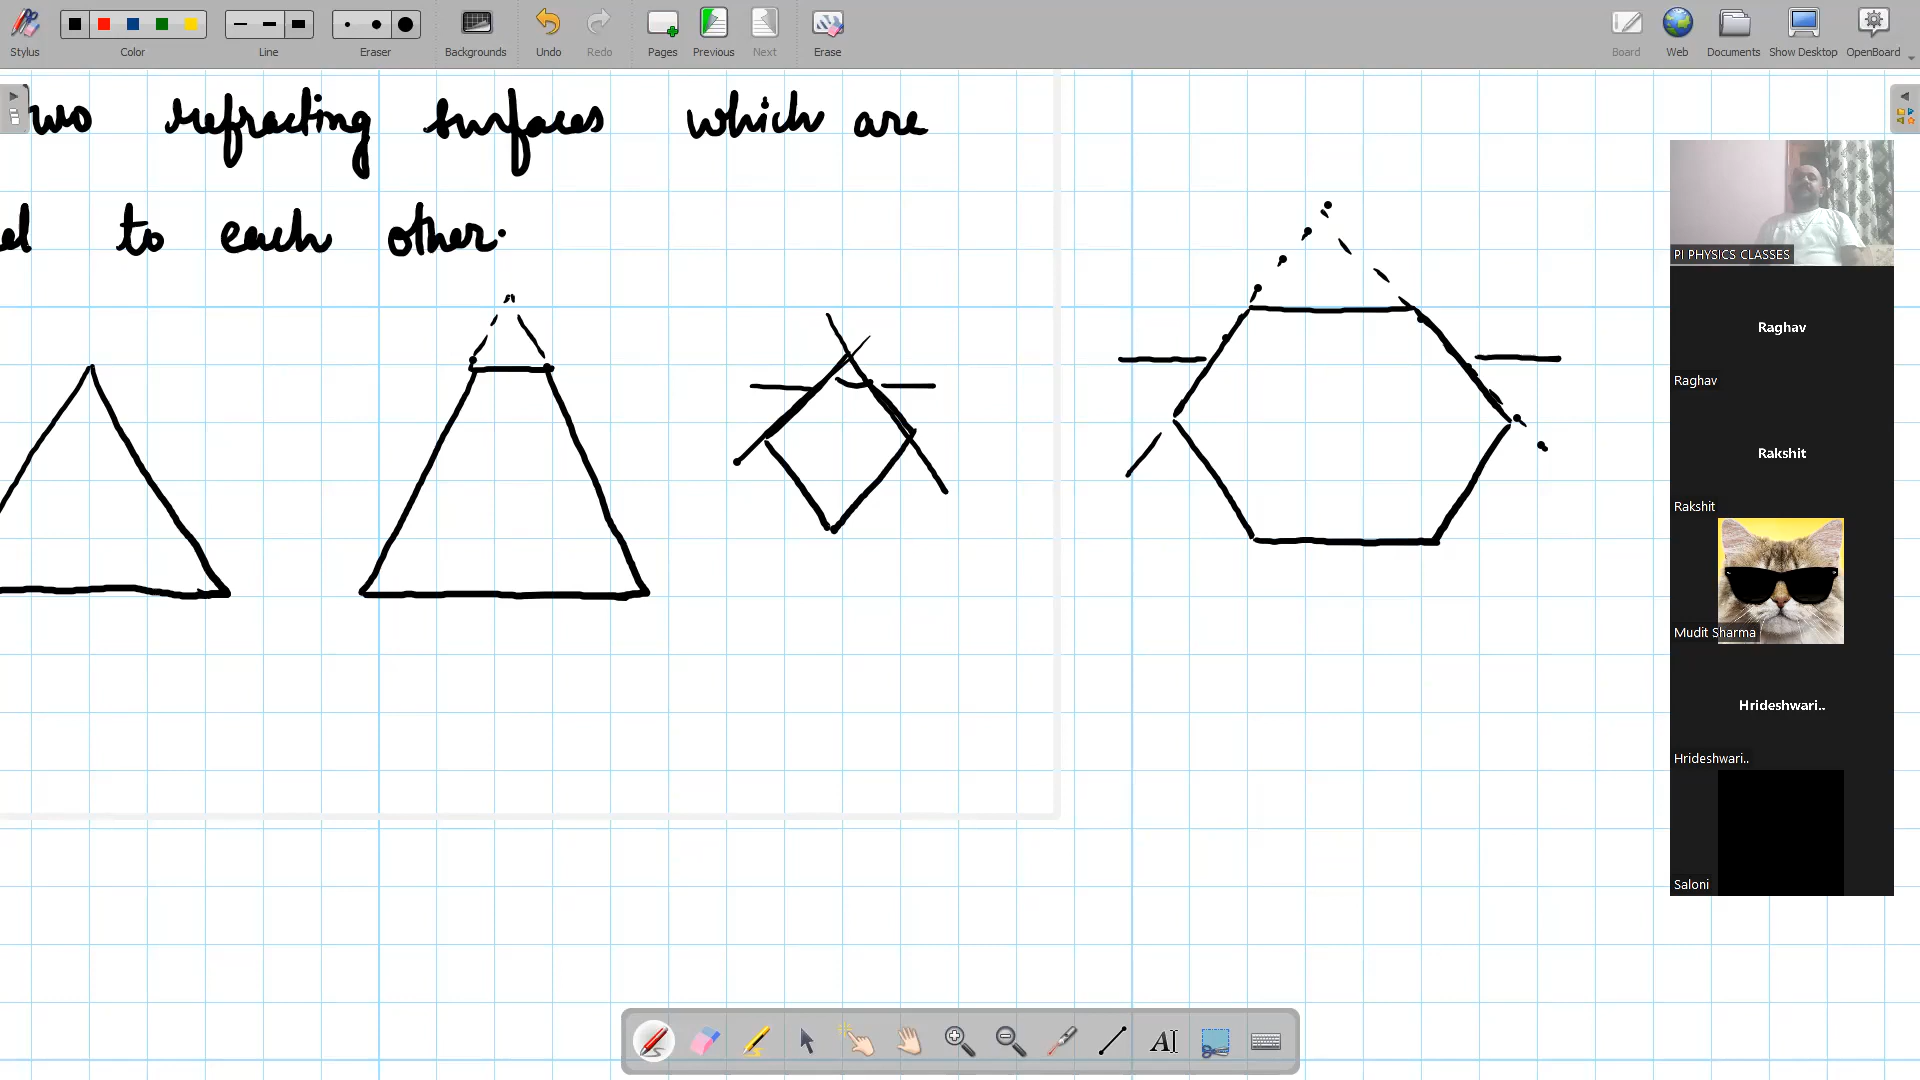 Stylus
Color
Line
Eraser
Backgrounds
Undo
Redo
Pages
Previous
Next
Erase
Board
Web
Documents
Show Desktop
OpenBoard
wo refracting surfaces which are
el to each other.
PI PHYSICS CLASSES
Raghav
Raghav
Rakshit
Rakshit
Mudit Sharma
Hrideshwari..
Hrideshwari..
Saloni